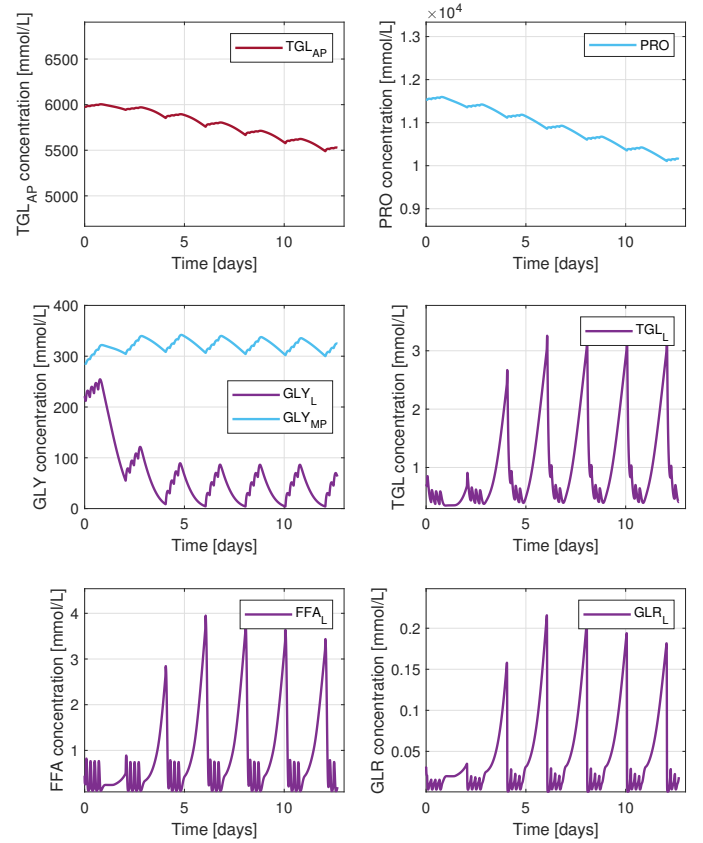 TGL_AP concentration [mmol/L]
6500
6000
5500
5000
TGL_AP
0 5 10
Time [days]
×10^4
PRO concentration [mmol/L]
1.3
1.2
1.1
1
0.9
PRO
0 5 10
Time [days]
GLY concentration [mmol/L]
400
300
200
100
0
GLY_L
GLY_MP
0 5 10
Time [days]
TGL concentration [mmol/L]
3
2
1
TGL_L
0 5 10
Time [days]
FFA concentration [mmol/L]
4
3
2
1
FFA_L
0 5 10
Time [days]
GLR concentration [mmol/L]
0.2
0.15
0.1
0.05
GLR_L
0 5 10
Time [days]